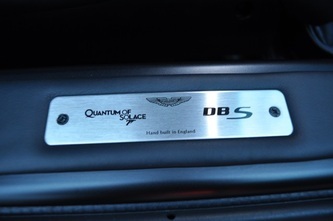 QUANTUM OF
SOLACE
DBS
Hand built in England